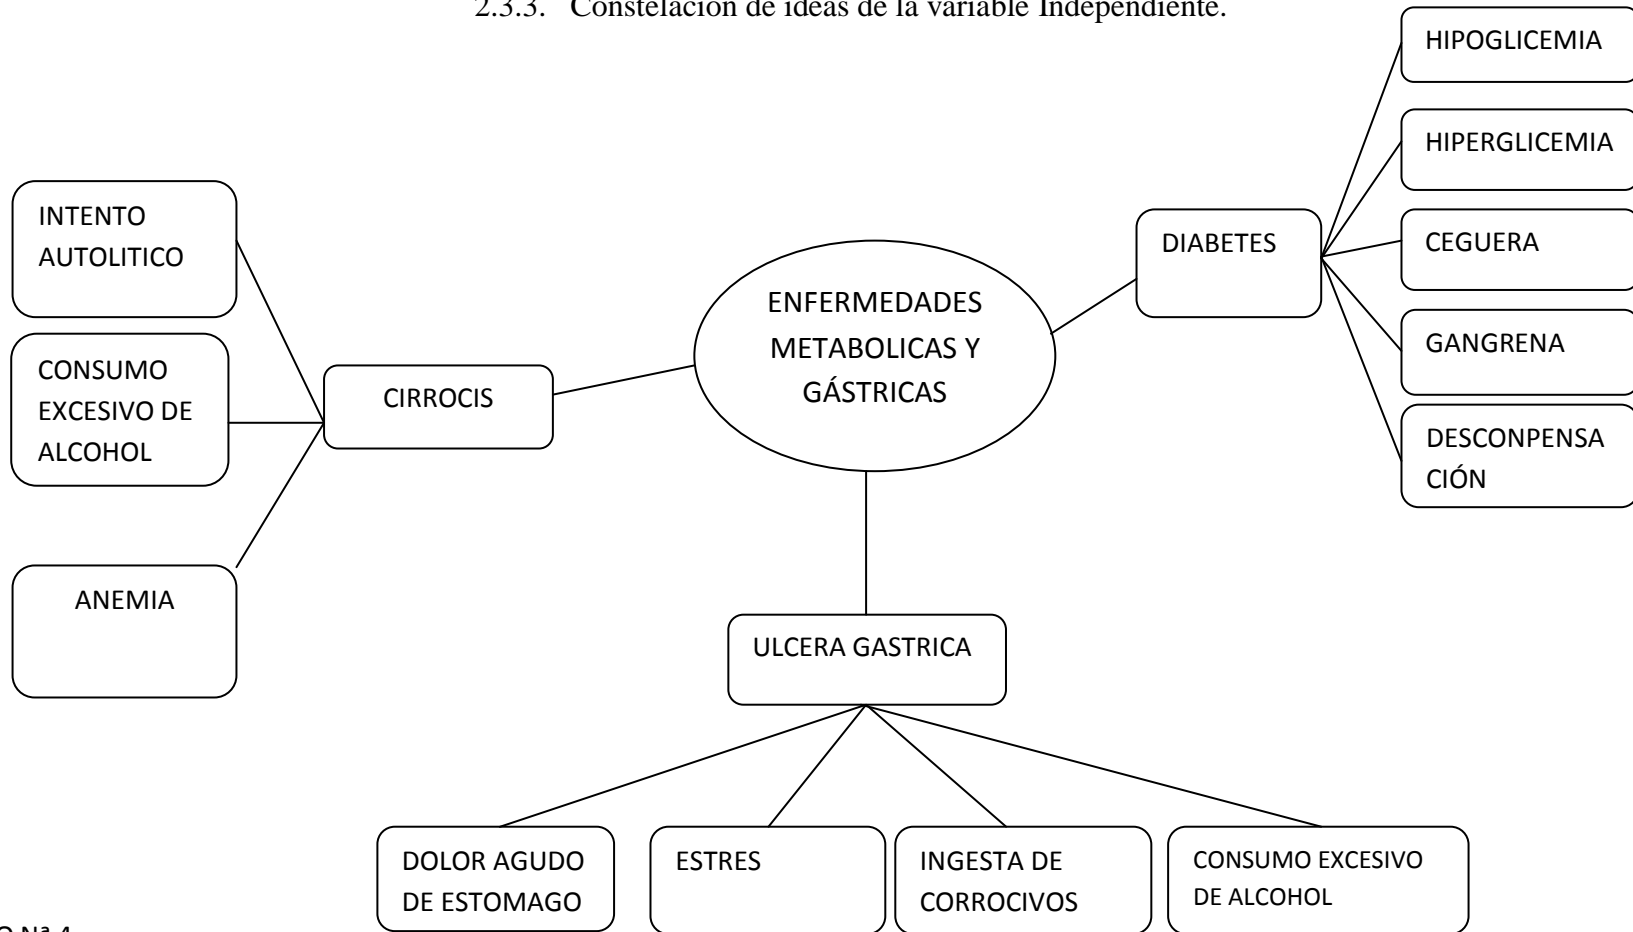 2.3.3. Constelación de ideas de la variable Independiente.
HIPOGLICEMIA
HIPERGLICEMIA
CEGUERA
GANGRENA
DESCONPENSA
CIÓN
DIABETES
ENFERMEDADES
METABOLICAS Y
GÁSTRICAS
INTENTO
AUTOLITICO
CONSUMO
EXCESIVO DE
ALCOHOL
ANEMIA
CIRROCIS
ULCERA GASTRICA
DOLOR AGUDO
DE ESTOMAGO
ESTRES
INGESTA DE
CORROCIVOS
CONSUMO EXCESIVO
DE ALCOHOL